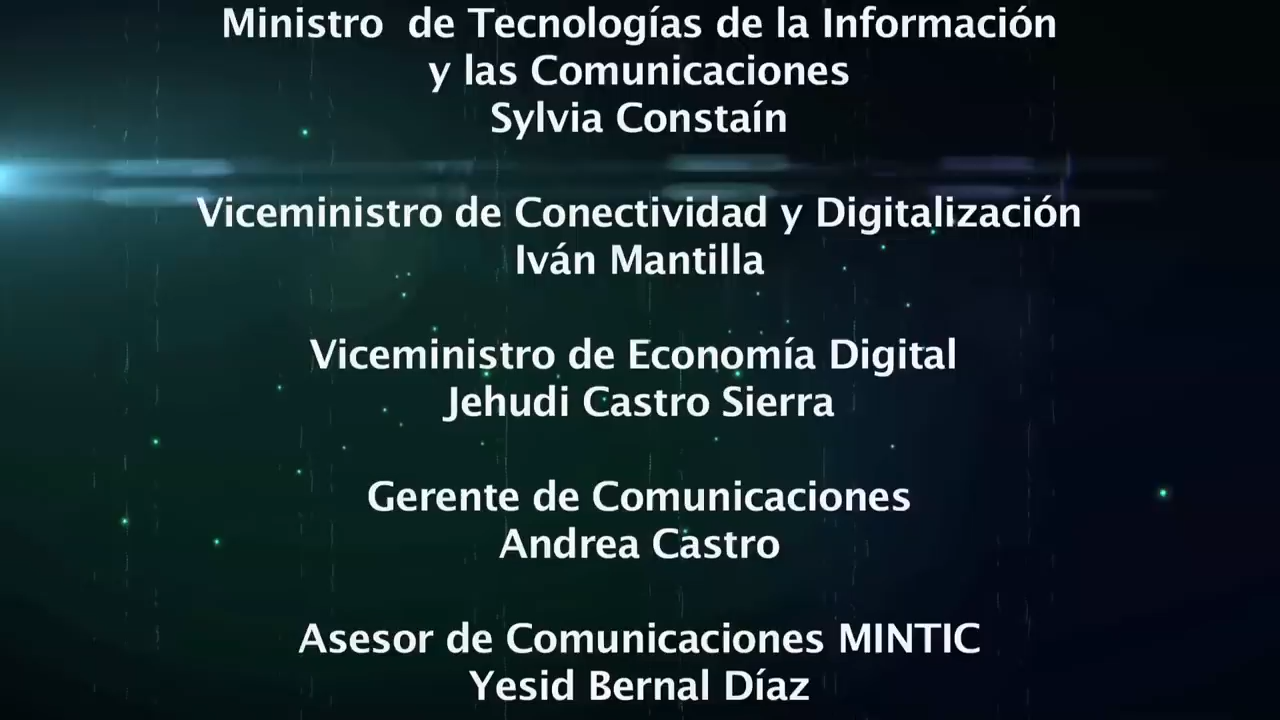 Ministro  de Tecnologías de la Información
y las Comunicaciones
Sylvia Constaín
Viceministro de Conectividad y Digitalización
Iván Mantilla
Viceministro de Economía Digital
Jehudi Castro Sierra
Gerente de Comunicaciones
Andrea Castro
Asesor de Comunicaciones MINTIC
Yesid Bernal Díaz